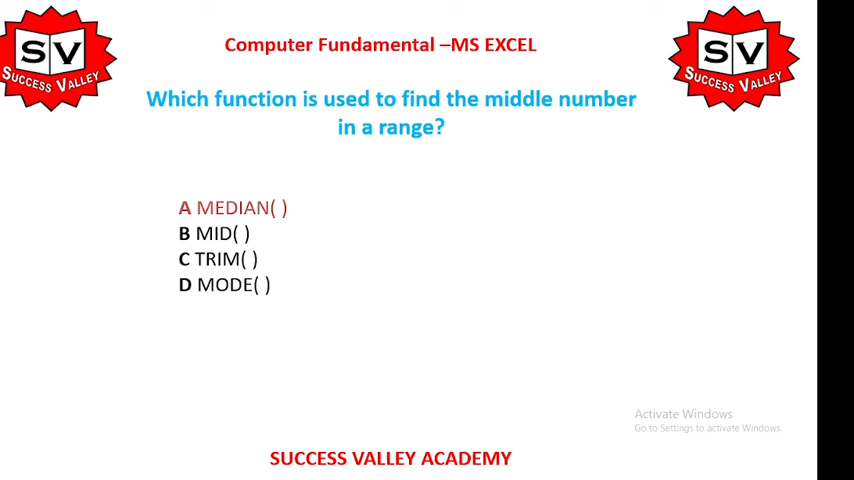 SV
SUCCESS VALLEY
SV
SUCCESS VALLEY
Computer Fundamental –MS EXCEL
Which function is used to find the middle number
in a range?
A MEDIAN( )
B MID( )
C TRIM( )
D MODE( )
Activate Windows
Go to Settings to activate Windows.
SUCCESS VALLEY ACADEMY